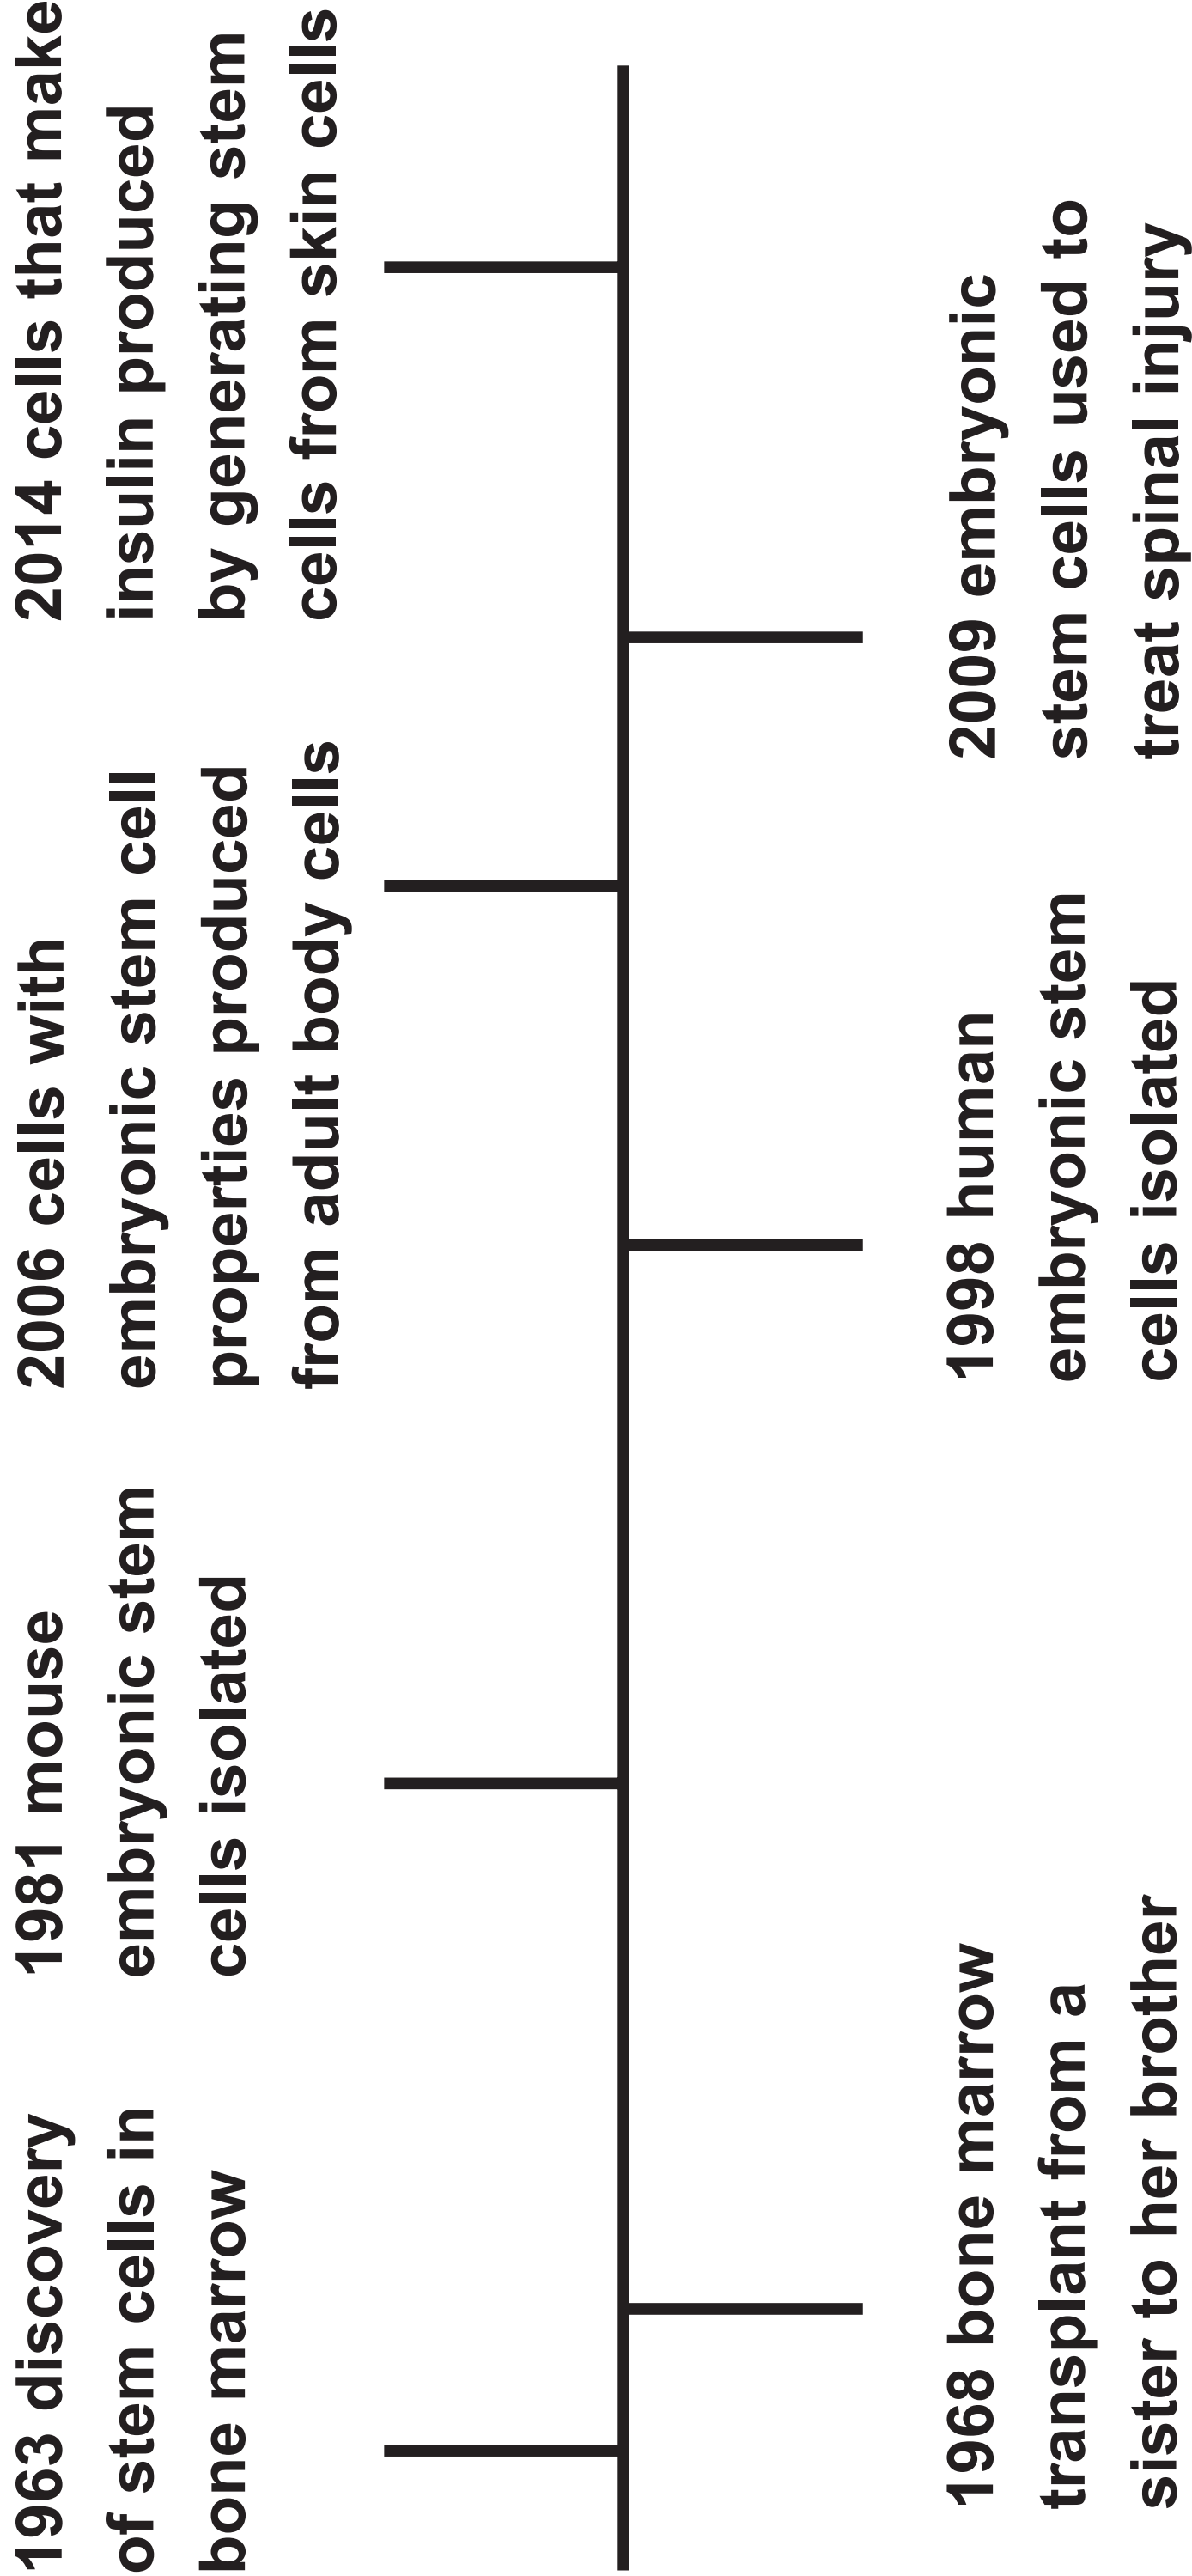 1963 discovery
of stem cells in
bone marrow
1981 mouse
embryonic stem
cells isolated
2006 cells with
embryonic stem cell
properties produced
from adult body cells
2014 cells that make
insulin produced
by generating stem
cells from skin cells
1968 bone marrow
transplant from a
sister to her brother
1998 human
embryonic stem
cells isolated
2009 embryonic
stem cells used to
treat spinal injury